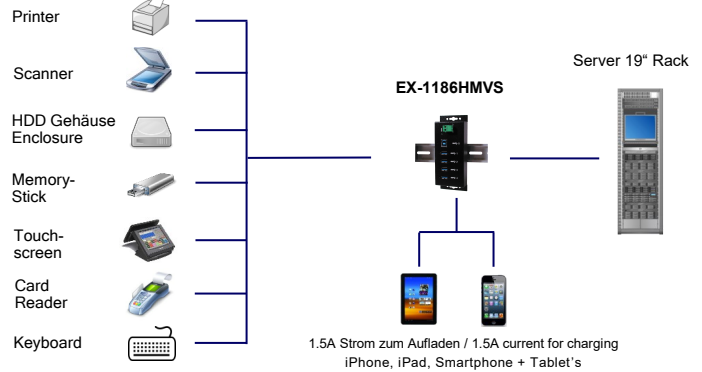 Printer
Scanner
HDD Gehäuse
Enclosure
Memory-
Stick
Touch-
screen
Card
Reader
Keyboard
EX-1186HMVS
Server 19“ Rack
1.5A Strom zum Aufladen / 1.5A current for charging
iPhone, iPad, Smartphone + Tablet’s